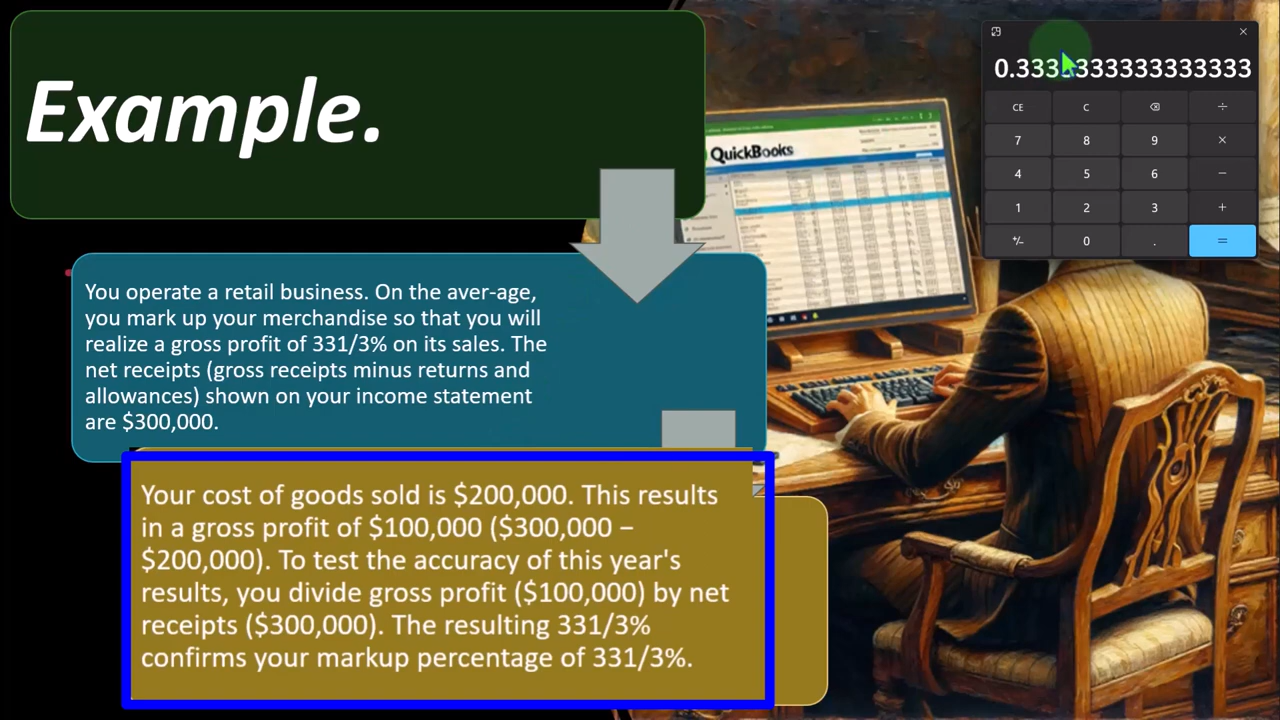 Example.
You operate a retail business. On the aver-age,
you mark up your merchandise so that you will
realize a gross profit of 331/3% on its sales. The
net receipts (gross receipts minus returns and
allowances) shown on your income statement
are $300,000.
Your cost of goods sold is $200,000. This results
in a gross profit of $100,000 ($300,000 −
$200,000). To test the accuracy of this year's
results, you divide gross profit ($100,000) by net
receipts ($300,000). The resulting 331/3%
confirms your markup percentage of 331/3%.
QuickBooks
CE C ⌫ ÷
7 8 9 ×
4 5 6 −
1 2 3 +
+/− 0 . =